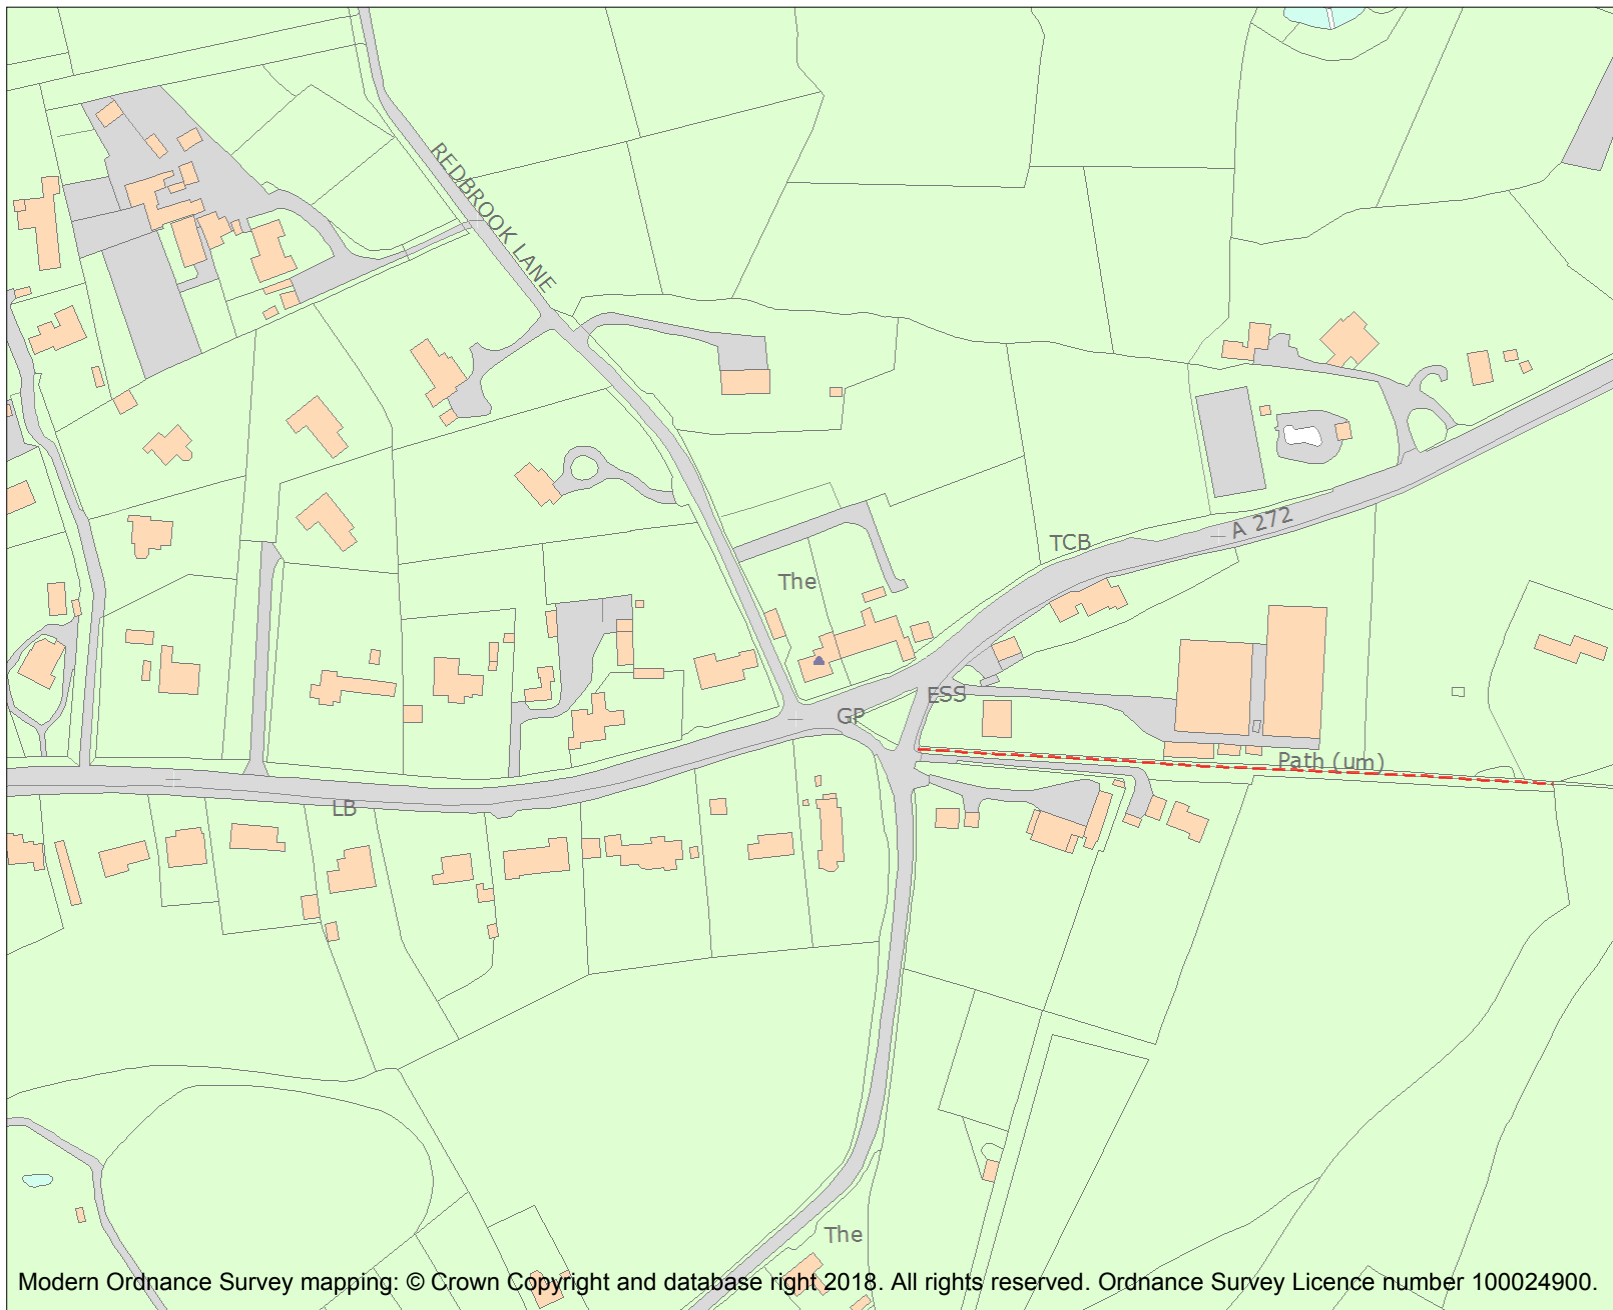 REDBROOK LANE
A 272
TCB
The
ESS
GP
Path (um)
LB
The
Modern Ordnance Survey mapping: © Crown Copyright and database right 2018. All rights reserved. Ordnance Survey Licence number 100024900.